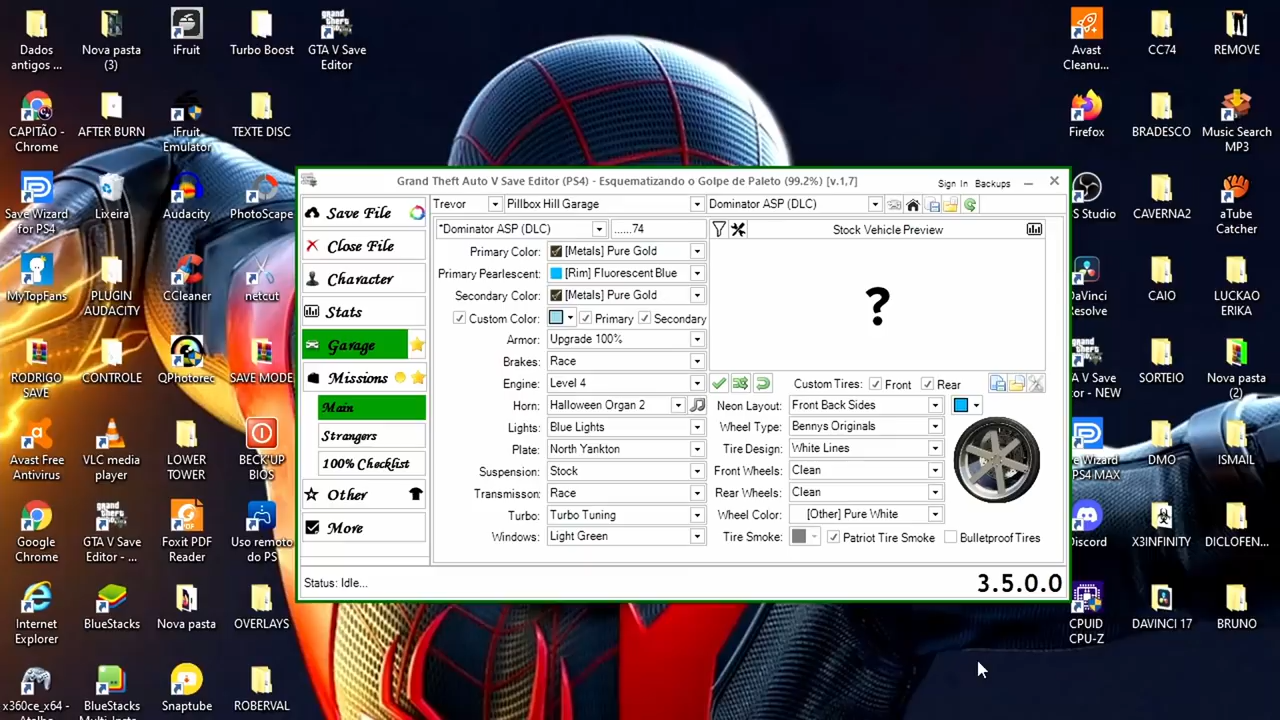 Dados
antigos ...
Nova pasta
(3)
iFruit
Turbo Boost
GTA V Save
Editor
Avast
Cleanu...
CC74
REMOVE
CAPITÃO -
Chrome
AFTER BURN
iFruit
Emulator
TEXTE DISC
Firefox
BRADESCO
Music Search
MP3
Save Wizard
for PS4
Lixeira
Audacity
PhotoScape
S Studio
CAVERNA2
aTube
Catcher
MyTopFans
PLUGIN
AUDACITY
CCleaner
netcut
DaVinci
Resolve
CAIO
LUCKAO
ERIKA
RODRIGO
SAVE
CONTROLE
QPhotorec
SAVE MODE
A V Save
or - NEW
SORTEIO
Nova pasta
(2)
Avast Free
Antivirus
VLC media
player
LOWER
TOWER
BECK'UP
BIOS
e Wizard
PS4 MAX
DMO
ISMAIL
Google
Chrome
GTA V Save
Editor - ...
Foxit PDF
Reader
Uso remoto
do PS
Discord
X3INFINITY
DICLOFEN...
Internet
Explorer
BlueStacks
Nova pasta
OVERLAYS
CPUID
CPU-Z
DAVINCI 17
BRUNO
x360ce_x64 -
Atalho
BlueStacks
Snaptube
ROBERVAL
Grand Theft Auto V Save Editor (PS4) - Esquematizando o Golpe de Paleto (99.2%) [v.1,7]
Sign In Backups
Save File
Close File
Character
Stats
Garage
Missions
Main
Strangers
100% Checklist
Other
More
Trevor
Pillbox Hill Garage
Dominator ASP (DLC)
*Dominator ASP (DLC)
......74
Stock Vehicle Preview
?
Primary Color: [Metals] Pure Gold
Primary Pearlescent: [Rim] Fluorescent Blue
Secondary Color: [Metals] Pure Gold
Custom Color: Primary Secondary
Armor: Upgrade 100%
Brakes: Race
Engine: Level 4
Horn: Halloween Organ 2
Lights: Blue Lights
Plate: North Yankton
Suspension: Stock
Transmisson: Race
Turbo: Turbo Tuning
Windows: Light Green
Custom Tires: Front Rear
Neon Layout: Front Back Sides
Wheel Type: Bennys Originals
Tire Design: White Lines
Front Wheels: Clean
Rear Wheels: Clean
Wheel Color: [Other] Pure White
Tire Smoke: Patriot Tire Smoke Bulletproof Tires
Status: Idle...
3.5.0.0